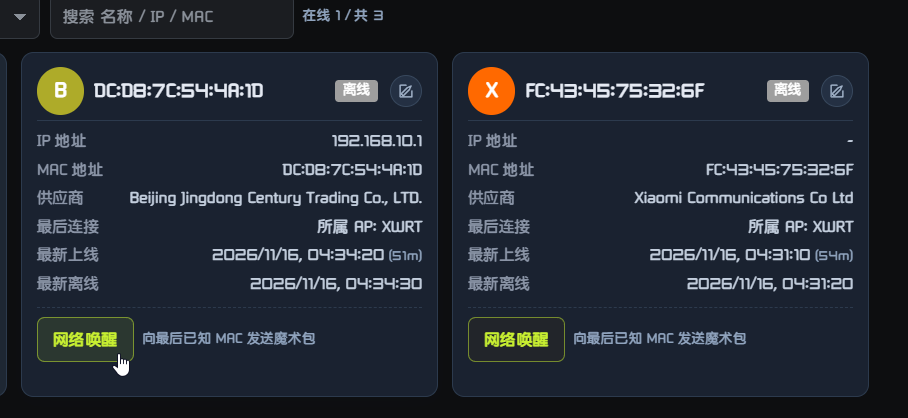 搜索 名称 / IP / MAC
在线 1 / 共 3
B
DC:D8:7C:54:4A:1D
离线
IP 地址
192.168.10.1
MAC 地址
DC:D8:7C:54:4A:1D
供应商
Beijing Jingdong Century Trading Co., LTD.
最后连接
所属 AP: XWRT
最新上线
2026/11/16, 04:34:20 (51m)
最新离线
2026/11/16, 04:34:30
网络唤醒
向最后已知 MAC 发送魔术包
X
FC:43:45:75:32:6F
离线
IP 地址
-
MAC 地址
FC:43:45:75:32:6F
供应商
Xiaomi Communications Co Ltd
最后连接
所属 AP: XWRT
最新上线
2026/11/16, 04:31:10 (54m)
最新离线
2026/11/16, 04:31:20
网络唤醒
向最后已知 MAC 发送魔术包